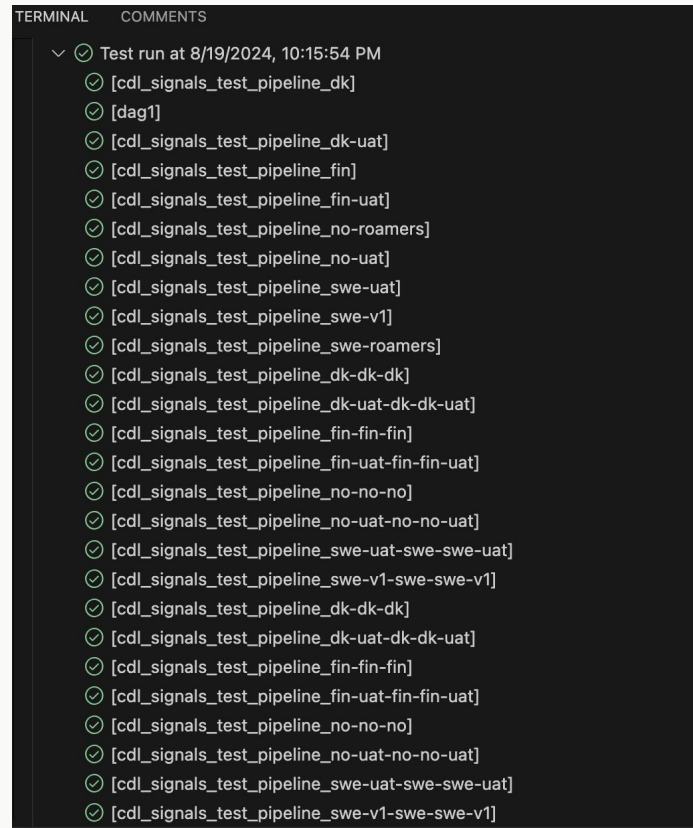 TERMINAL COMMENTS
Test run at 8/19/2024, 10:15:54 PM
[cdl_signals_test_pipeline_dk]
[dag1]
[cdl_signals_test_pipeline_dk-uat]
[cdl_signals_test_pipeline_fin]
[cdl_signals_test_pipeline_fin-uat]
[cdl_signals_test_pipeline_no-roamers]
[cdl_signals_test_pipeline_no-uat]
[cdl_signals_test_pipeline_swe-uat]
[cdl_signals_test_pipeline_swe-v1]
[cdl_signals_test_pipeline_swe-roamers]
[cdl_signals_test_pipeline_dk-dk-dk]
[cdl_signals_test_pipeline_dk-uat-dk-dk-uat]
[cdl_signals_test_pipeline_fin-fin-fin]
[cdl_signals_test_pipeline_fin-uat-fin-fin-uat]
[cdl_signals_test_pipeline_no-no-no]
[cdl_signals_test_pipeline_no-uat-no-no-uat]
[cdl_signals_test_pipeline_swe-uat-swe-swe-uat]
[cdl_signals_test_pipeline_swe-v1-swe-swe-v1]
[cdl_signals_test_pipeline_dk-dk-dk]
[cdl_signals_test_pipeline_dk-uat-dk-dk-uat]
[cdl_signals_test_pipeline_fin-fin-fin]
[cdl_signals_test_pipeline_fin-uat-fin-fin-uat]
[cdl_signals_test_pipeline_no-no-no]
[cdl_signals_test_pipeline_no-uat-no-no-uat]
[cdl_signals_test_pipeline_swe-uat-swe-swe-uat]
[cdl_signals_test_pipeline_swe-v1-swe-swe-v1]